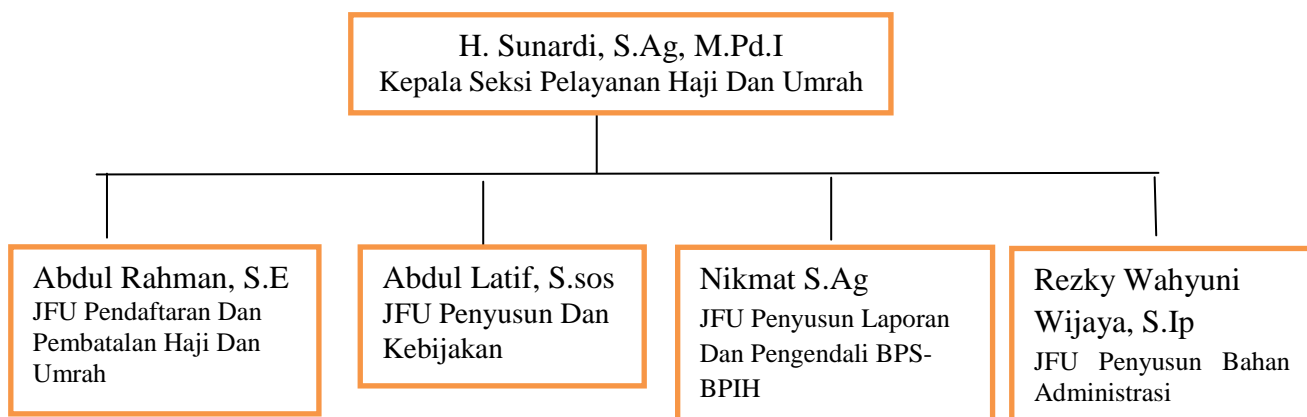 H. Sunardi, S.Ag, M.Pd.I
Kepala Seksi Pelayanan Haji Dan Umrah
Abdul Rahman, S.E
JFU Pendaftaran Dan
Pembatalan Haji Dan
Umrah
Abdul Latif, S.sos
JFU Penyusun Dan
Kebijakan
Nikmat S.Ag
JFU Penyusun Laporan
Dan Pengendali BPS-
BPIH
Rezky Wahyuni
Wijaya, S.Ip
JFU Penyusun Bahan
Administrasi